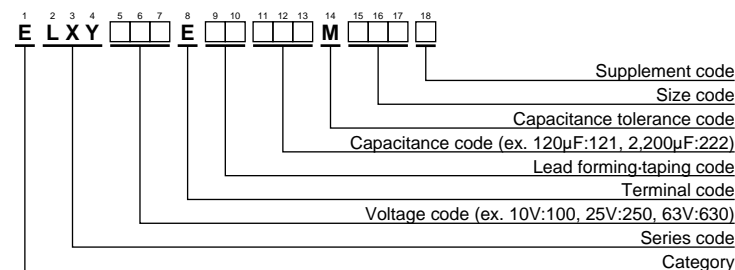 1 2 3 4 5 6 7 8 9 10 11 12 13 14 15 16 17 18
E L X Y □□□ E □□ □□□ M □□□ □
Supplement code
Size code
Capacitance tolerance code
Capacitance code (ex. 120µF:121, 2,200µF:222)
Lead forming·taping code
Terminal code
Voltage code (ex. 10V:100, 25V:250, 63V:630)
Series code
Category